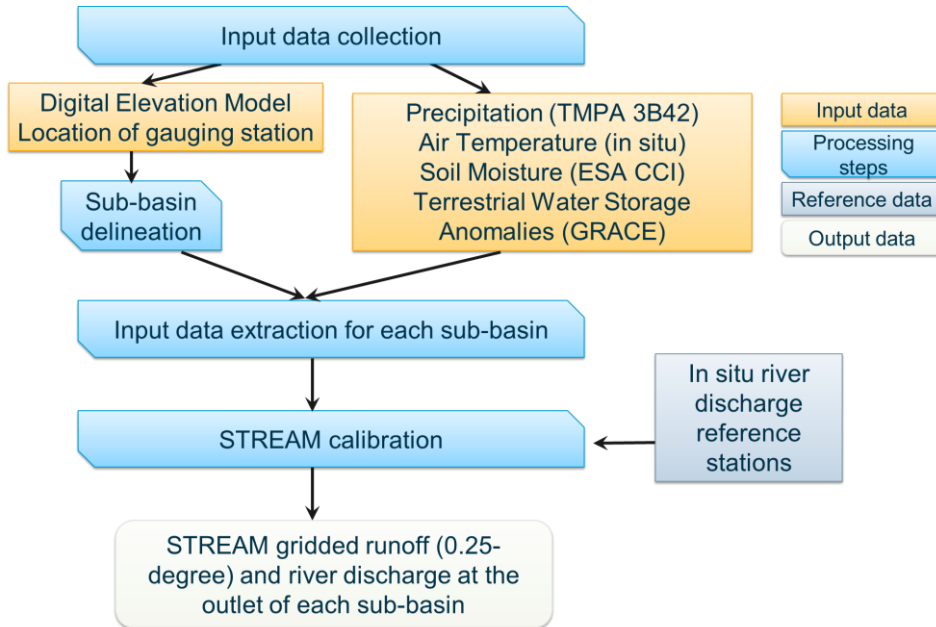 Input data collection
Digital Elevation Model
Location of gauging station
Precipitation (TMPA 3B42)
Air Temperature (in situ)
Soil Moisture (ESA CCI)
Terrestrial Water Storage
Anomalies (GRACE)
Input data
Processing
steps
Reference data
Output data
Sub-basin
delineation
Input data extraction for each sub-basin
STREAM calibration
In situ river
discharge
reference
stations
STREAM gridded runoff (0.25-
degree) and river discharge at the
outlet of each sub-basin